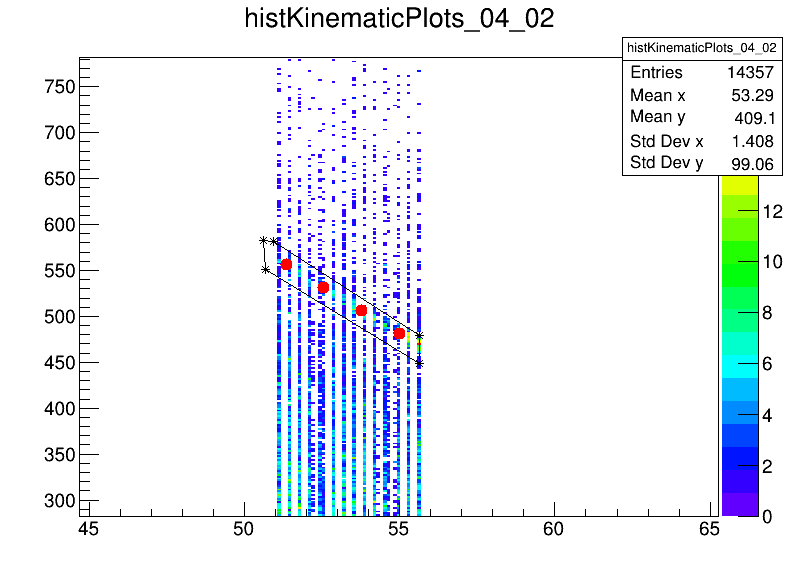 histKinematicPlots_04_02
histKinematicPlots_04_02
Entries 14357
Mean x 53.29
Mean y 409.1
Std Dev x 1.408
Std Dev y 99.06
750
700
650
600
550
500
450
400
350
300
45 50 55 60 65
12
10
8
6
4
2
0